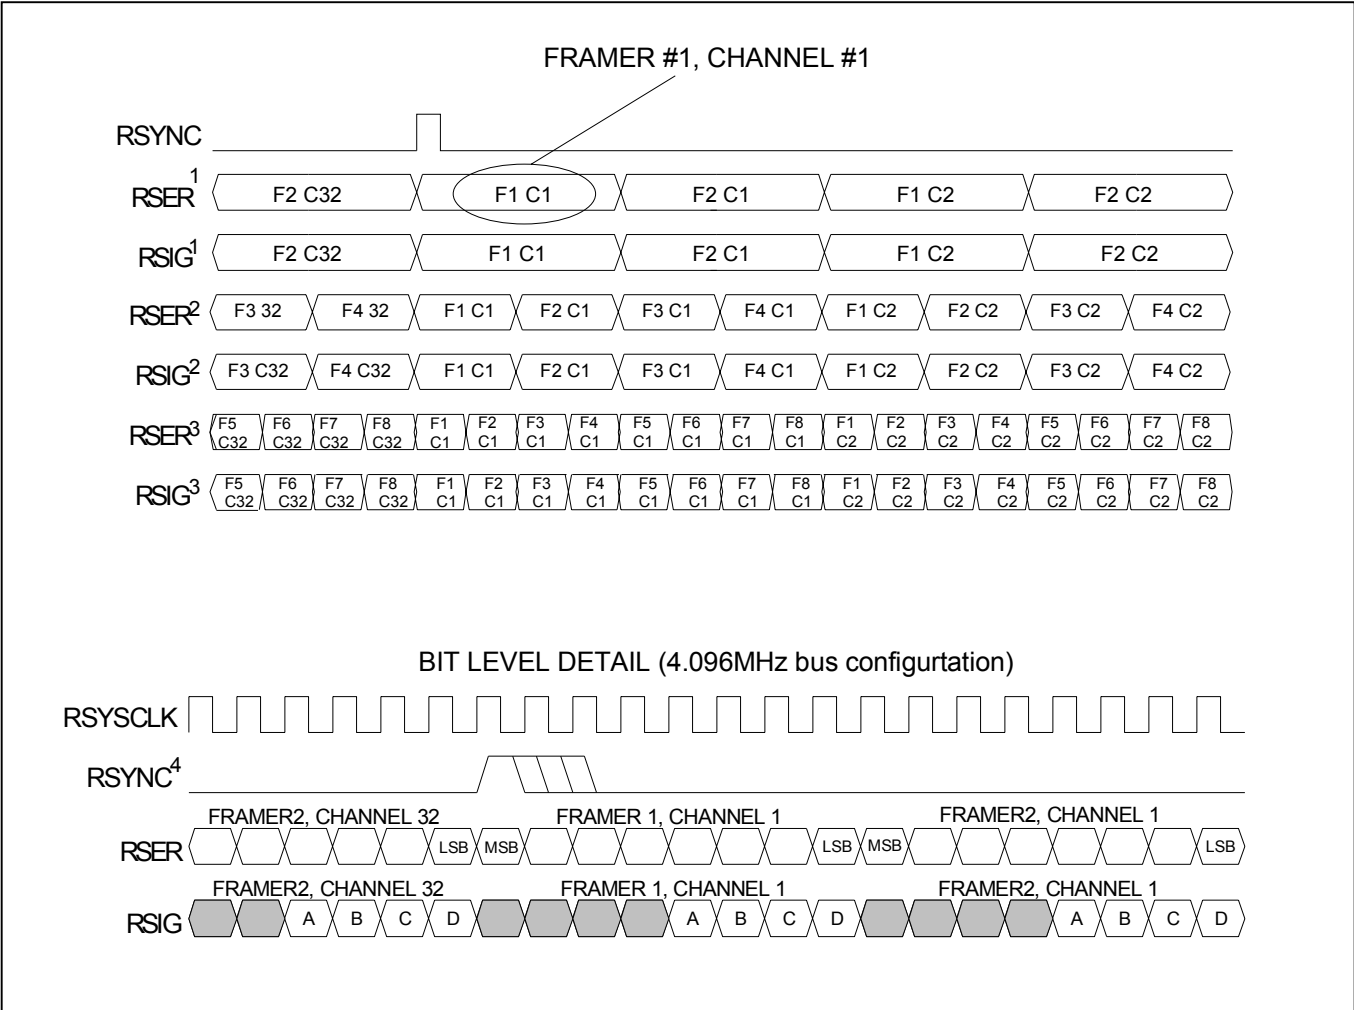 FRAMER #1, CHANNEL #1
RSYNC
RSER1 F2 C32 F1 C1 F2 C1 F1 C2 F2 C2
RSIG1 F2 C32 F1 C1 F2 C1 F1 C2 F2 C2
RSER2 F3 32 F4 32 F1 C1 F2 C1 F3 C1 F4 C1 F1 C2 F2 C2 F3 C2 F4 C2
RSIG2 F3 C32 F4 C32 F1 C1 F2 C1 F3 C1 F4 C1 F1 C2 F2 C2 F3 C2 F4 C2
F5 F6 F7 F8 F1 F2 F3 F4 F5 F6 F7 F8 F1 F2 F3 F4 F5 F6 F7 F8
RSER3 C32 C32 C32 C32 C1 C1 C1 C1 C1 C1 C1 C1 C2 C2 C2 C2 C2 C2 C2 C2
F5 F6 F7 F8 F1 F2 F3 F4 F5 F6 F7 F8 F1 F2 F3 F4 F5 F6 F7 F8
RSIG3 C32 C32 C32 C32 C1 C1 C1 C1 C1 C1 C1 C1 C2 C2 C2 C2 C2 C2 C2 C2
BIT LEVEL DETAIL (4.096MHz bus configurtation)
RSYSCLK
RSYNC4
FRAMER2, CHANNEL 32 FRAMER 1, CHANNEL 1 FRAMER2, CHANNEL 1
RSER LSB MSB LSB MSB LSB
FRAMER2, CHANNEL 32 FRAMER 1, CHANNEL 1 FRAMER2, CHANNEL 1
RSIG A B C D A B C D A B C D